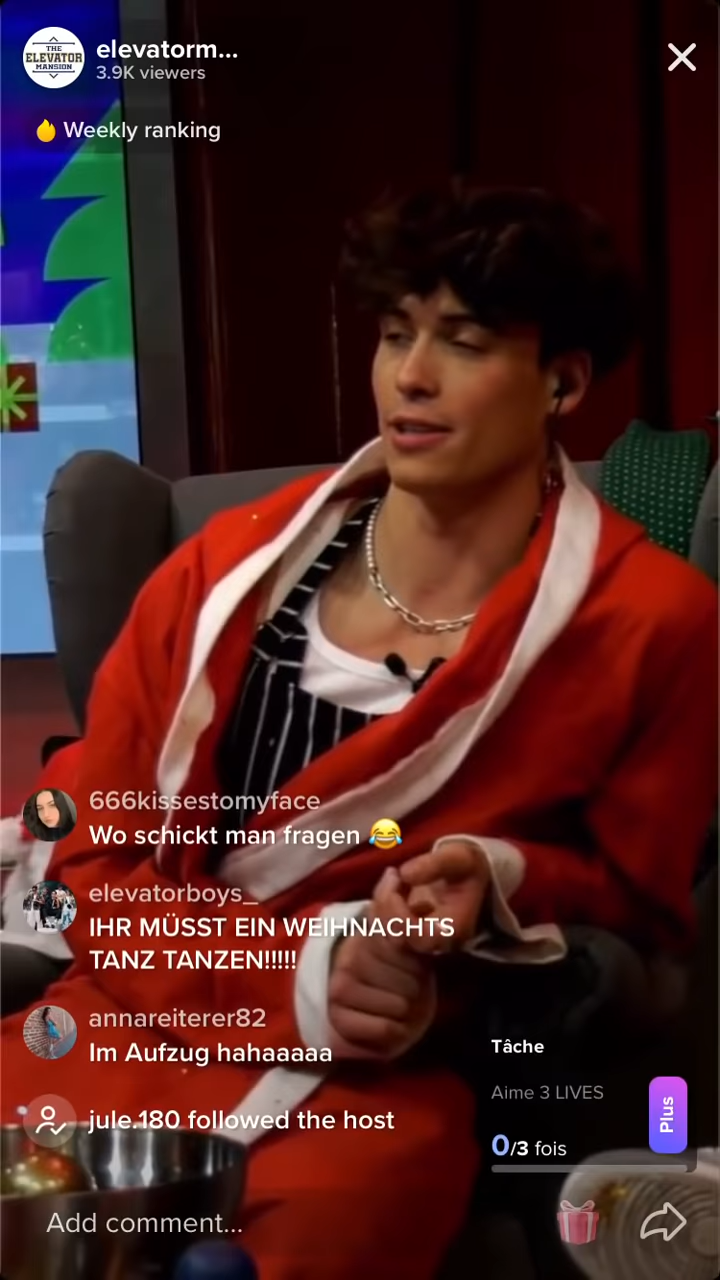 THE
ELEVATOR
MANSION
elevatorm...
3.9K viewers
Weekly ranking
666kissestomyface
Wo schickt man fragen 😂
elevatorboys_
IHR MÜSST EIN WEIHNACHTS
TANZ TANZEN!!!!!
annareiterer82
Im Aufzug hahaaaaa
jule.180 followed the host
Tâche
Aime 3 LIVES
Plus
0/3 fois
Add comment...